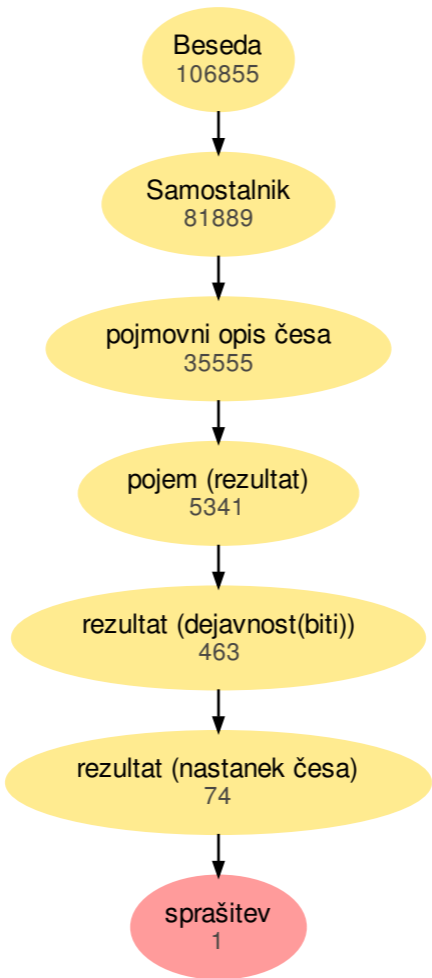 Beseda
106855
Samostalnik
81889
pojmovni opis česa
35555
pojem (rezultat)
5341
rezultat (dejavnost(biti))
463
rezultat (nastanek česa)
74
sprašitev
1